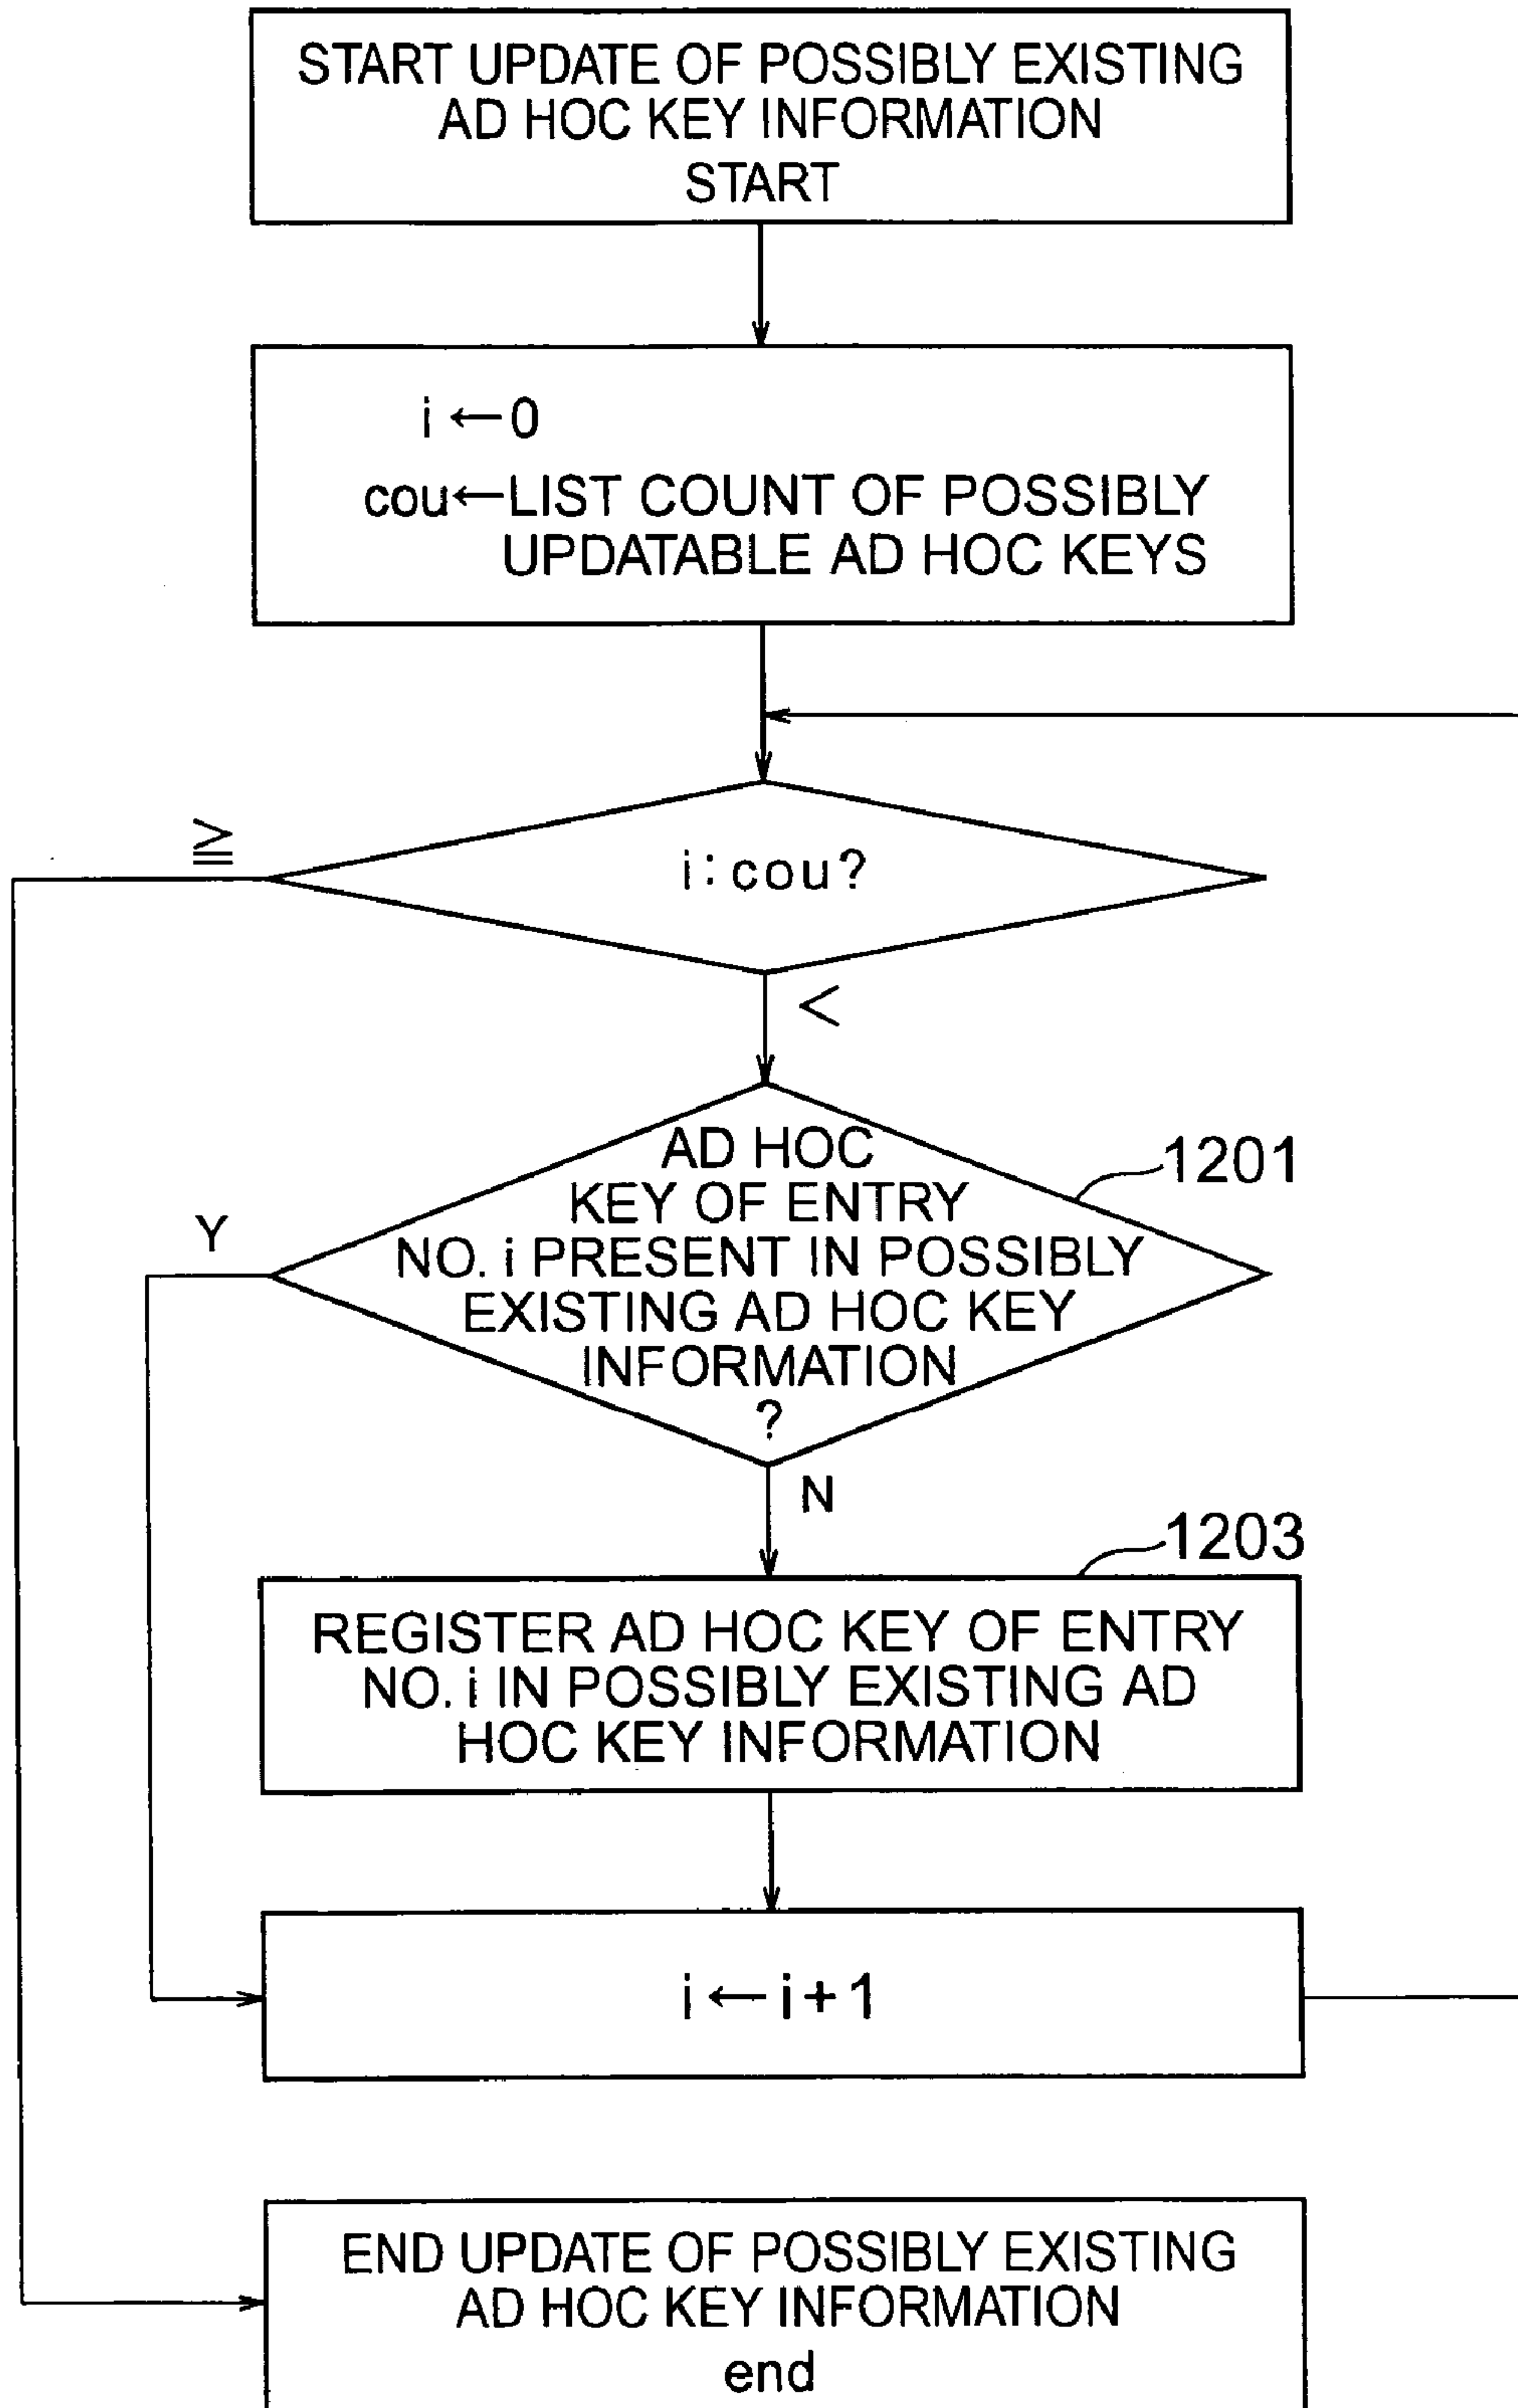 START UPDATE OF POSSIBLY EXISTING
AD HOC KEY INFORMATION
START
i ← 0
cou←LIST COUNT OF POSSIBLY
UPDATABLE AD HOC KEYS
≧
i : cou?
<
AD HOC
KEY OF ENTRY
NO. i PRESENT IN POSSIBLY
EXISTING AD HOC KEY
INFORMATION
?
1201
Y
N
1203
REGISTER AD HOC KEY OF ENTRY
NO. i IN POSSIBLY EXISTING AD
HOC KEY INFORMATION
i ← i + 1
END UPDATE OF POSSIBLY EXISTING
AD HOC KEY INFORMATION
end